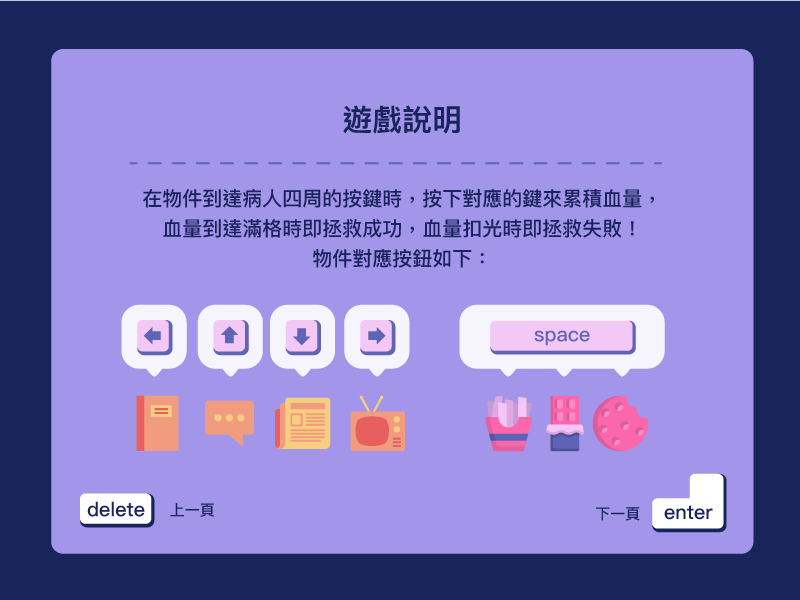 遊戲說明
在物件到達病人四周的按鍵時，按下對應的鍵來累積血量，
血量到達滿格時即拯救成功，血量扣光時即拯救失敗！
物件對應按鈕如下：
space
delete 上一頁
下一頁 enter